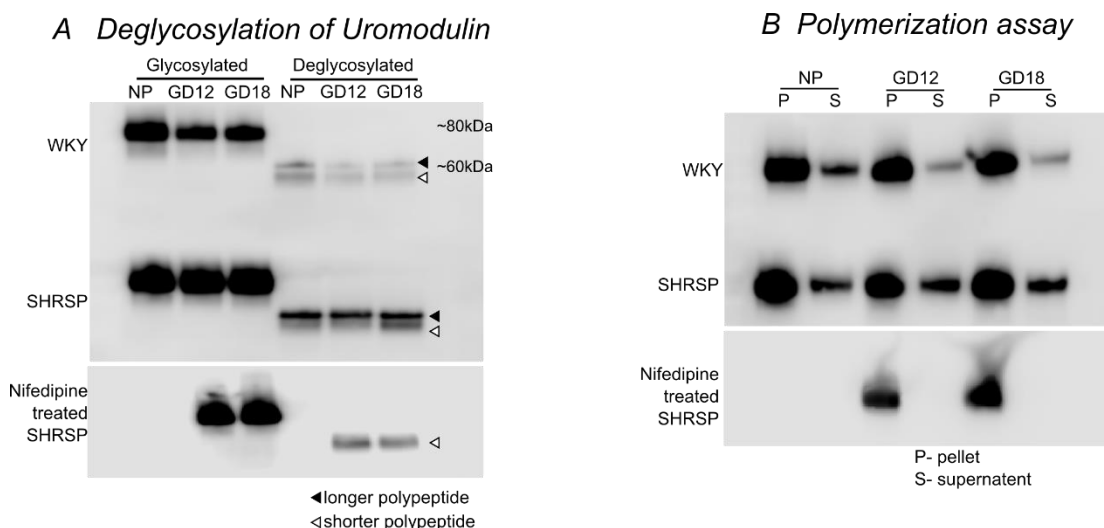 A Deglycosylation of Uromodulin
Glycosylated Deglycosylated
NP GD12 GD18 NP GD12 GD18
WKY
~80kDa
~60kDa
SHRSP
Nifedipine
treated
SHRSP
◀longer polypeptide
◁shorter polypeptide
B Polymerization assay
NP GD12 GD18
P S P S P S
WKY
SHRSP
Nifedipine
treated
SHRSP
P- pellet
S- supernatent